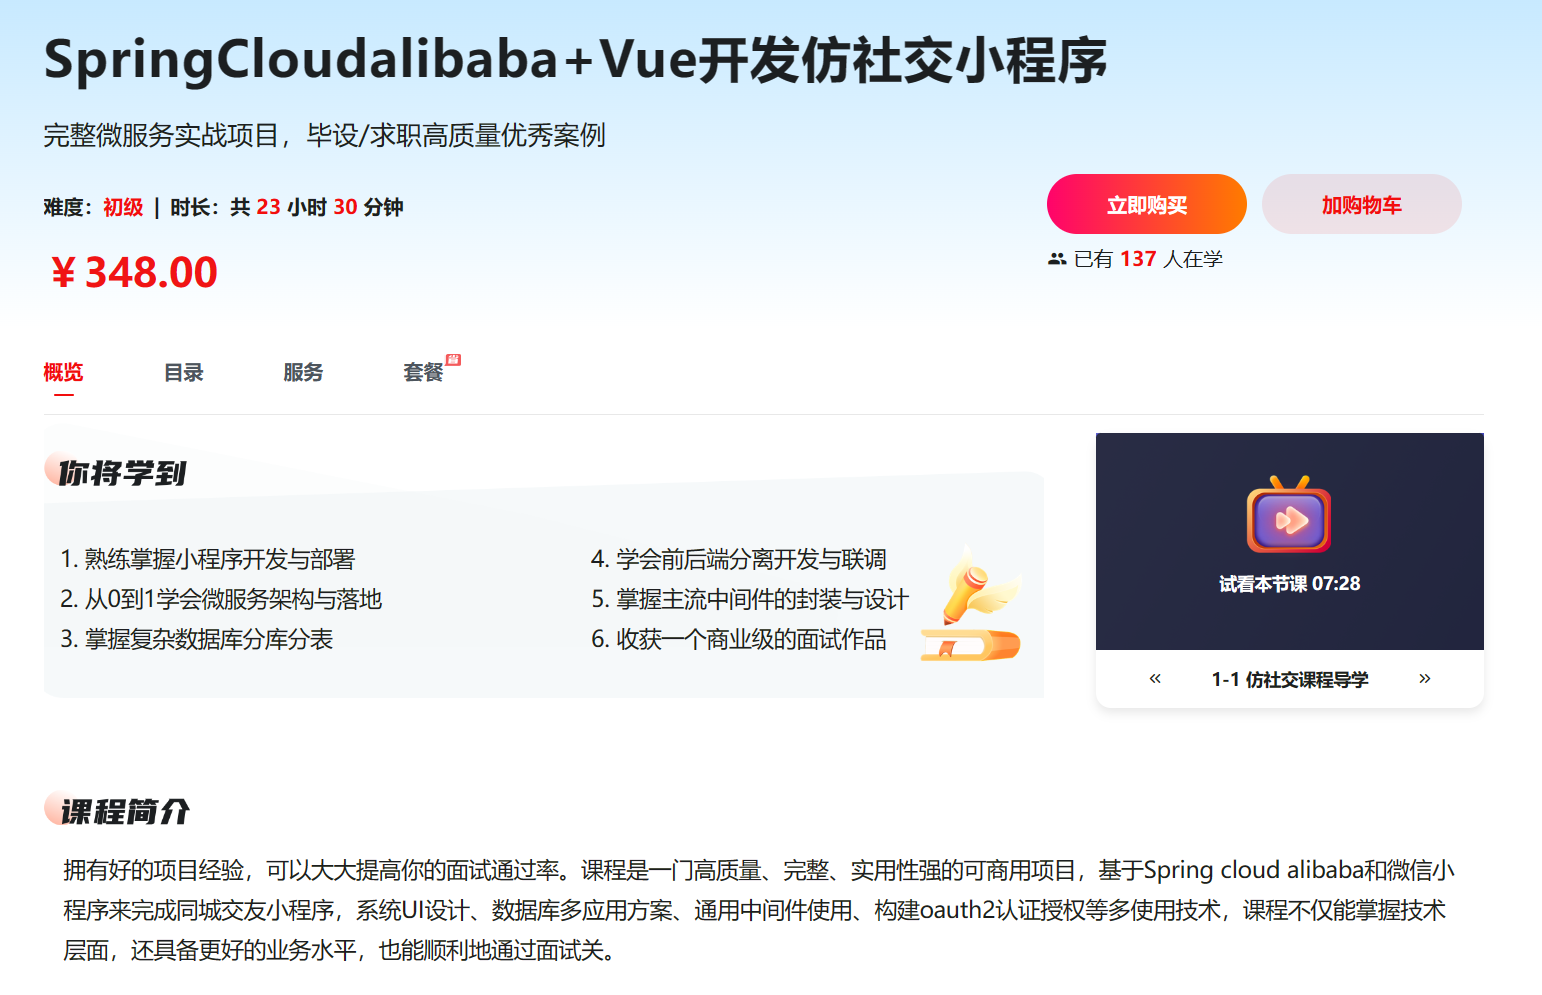 SpringCloudalibaba+Vue开发仿社交小程序
完整微服务实战项目，毕设/求职高质量优秀案例
难度：初级 | 时长：共 23 小时 30 分钟
立即购买
加购物车
¥ 348.00
已有 137 人在学
概览
目录
服务
套餐
你将学到
1. 熟练掌握小程序开发与部署
2. 从0到1学会微服务架构与落地
3. 掌握复杂数据库分库分表
4. 学会前后端分离开发与联调
5. 掌握主流中间件的封装与设计
6. 收获一个商业级的面试作品
试看本节课 07:28
« 1-1 仿社交课程导学 »
课程简介
拥有好的项目经验，可以大大提高你的面试通过率。课程是一门高质量、完整、实用性强的可商用项目，基于Spring cloud alibaba和微信小
程序来完成同城交友小程序，系统UI设计、数据库多应用方案、通用中间件使用、构建oauth2认证授权等多使用技术，课程不仅能掌握技术
层面，还具备更好的业务水平，也能顺利地通过面试关。